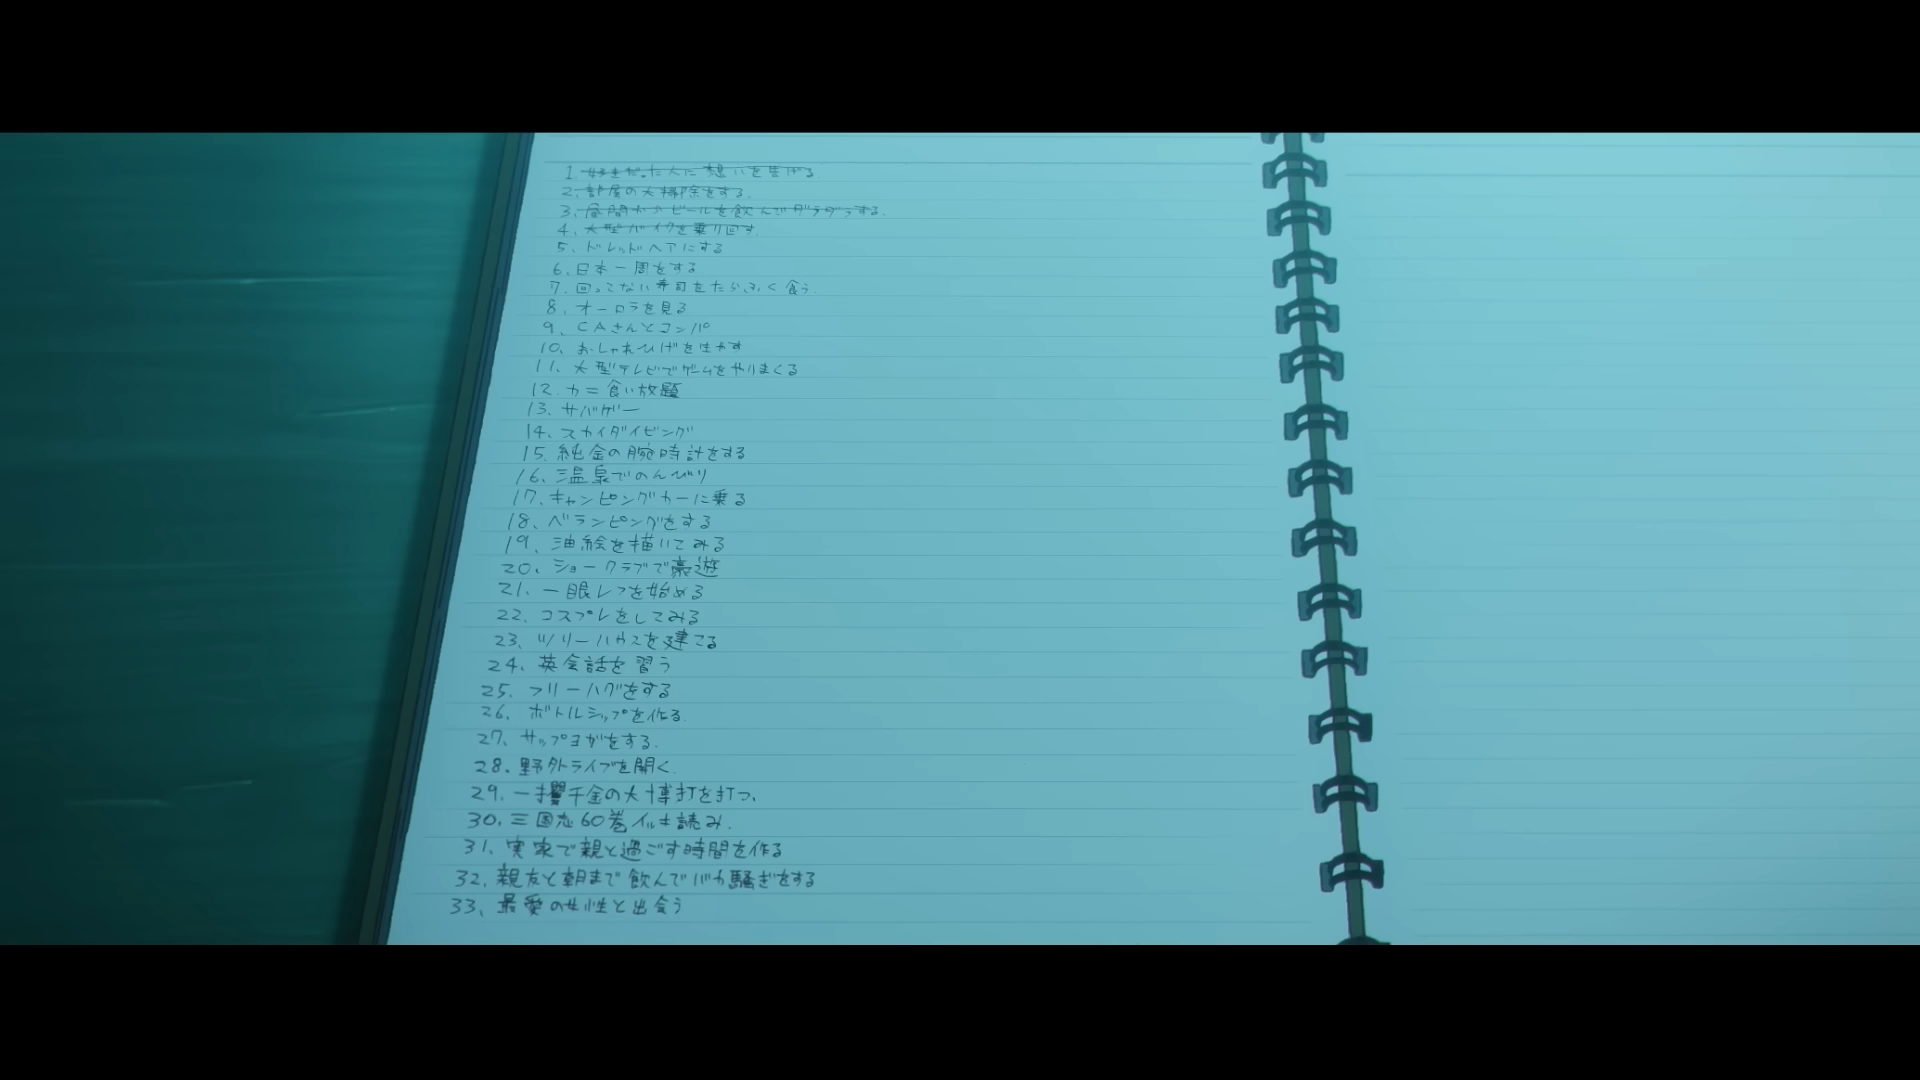 1. 好きだった人に想いを告げる
2. 部屋の大掃除をする.
3. 昼間からビールを飲んでダラダラする.
4. 大型バイクを乗り回す.
5. ドレッドヘアにする
6. 日本一周をする
7. 回ってない寿司をたらふく食う.
8. オーロラを見る
9. CAさんとコンパ
10. おしゃれひげを生やす
11. 大型テレビでゲームをやりまくる
12. カニ食い放題
13. サバゲー
14. スカイダイビング
15. 純金の腕時計をする
16. 温泉でのんびり
17. キャンピングカーに乗る
18. ベランピングをする
19. 油絵を描いてみる
20. ショークラブで豪遊
21. 一眼レフを始める
22. コスプレをしてみる
23. ツリーハウスを建てる
24. 英会話を習う
25. フリーハグをする
26. ボトルシップを作る.
27. サップヨガをする.
28. 野外ライブを開く.
29. 一攫千金の大博打を打つ.
30. 三国志60巻イッキ読み.
31. 実家で親と過ごす時間を作る
32. 親友と朝まで飲んでバカ騒ぎをする
33. 最愛の女性と出会う